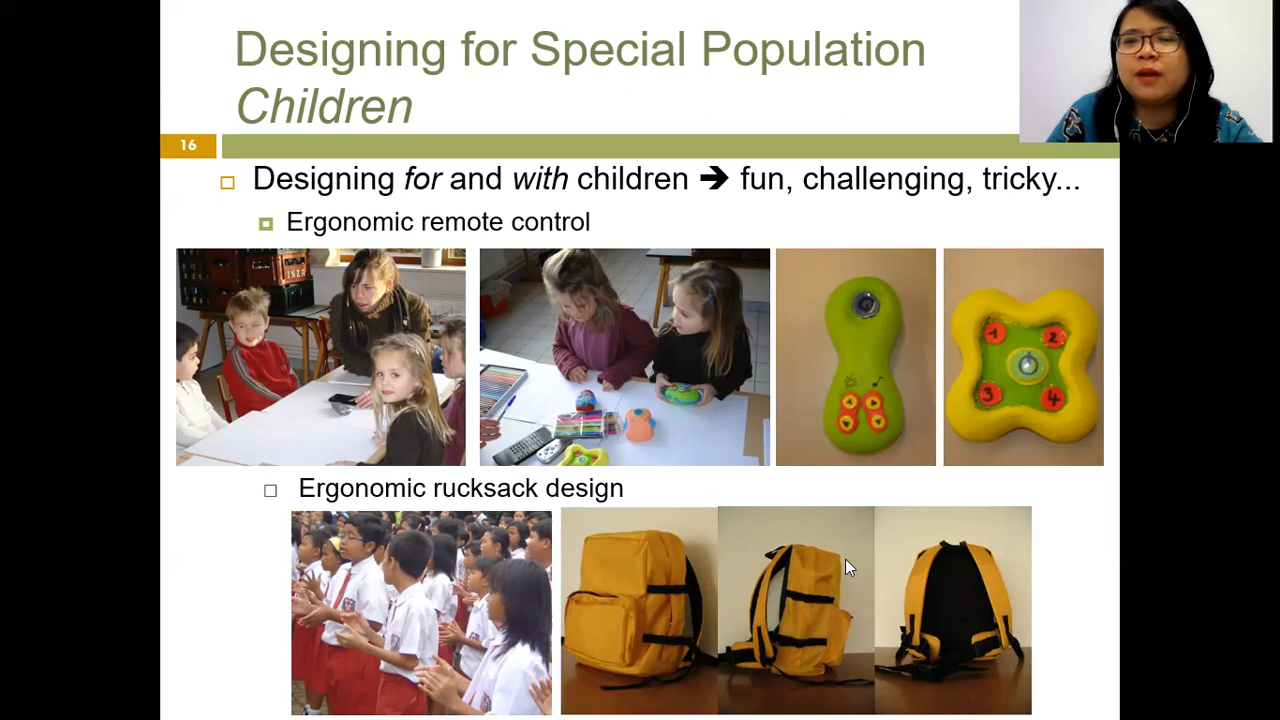 Designing for Special Population
Children
16
Designing for and with children ➔ fun, challenging, tricky...
Ergonomic remote control
INZA
1
2
3
4
Ergonomic rucksack design